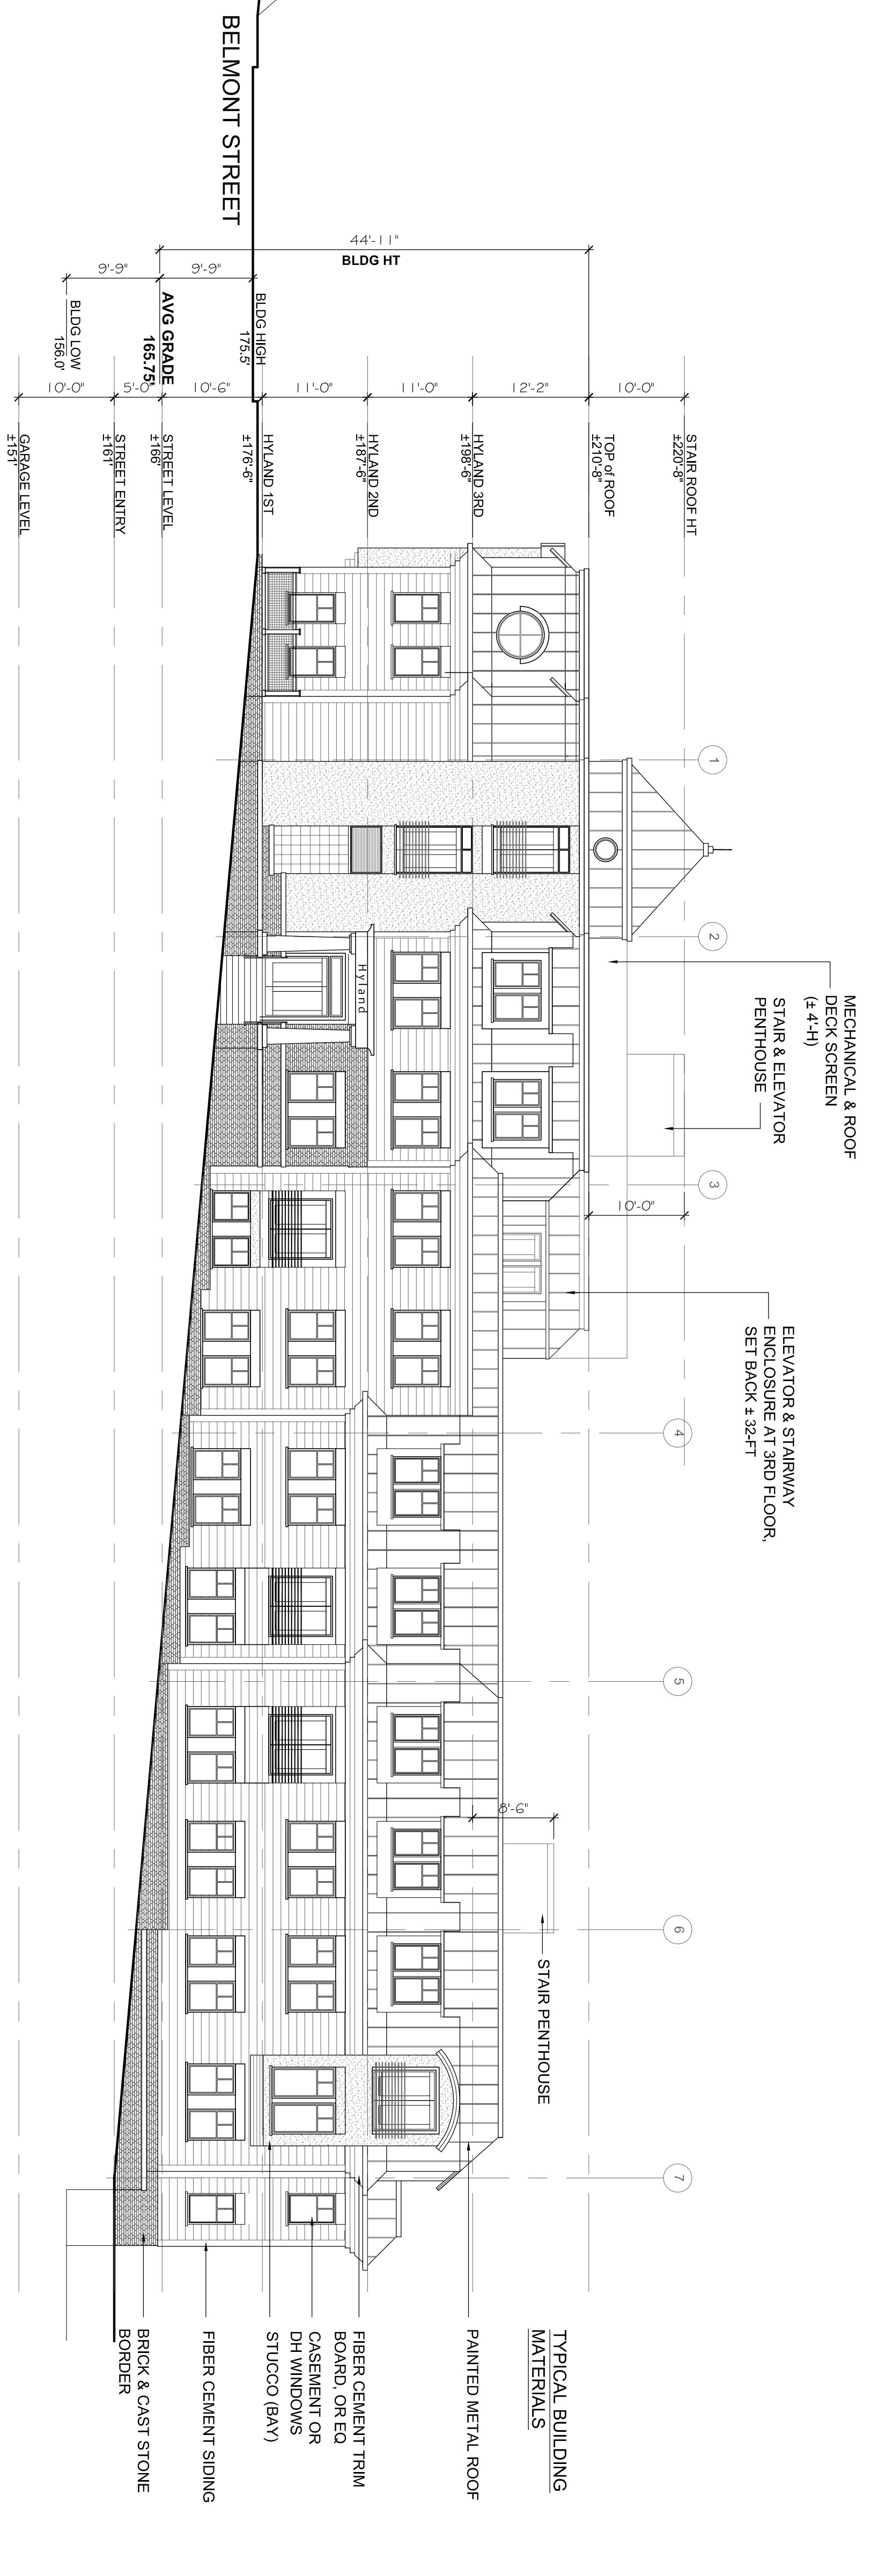 BELMONT STREET
44'-11"
BLDG HT
9'-9"
9'-9"
BLDG HIGH
175.5'
AVG GRADE
165.75'
BLDG LOW
156.0'
10'-0"
12'-2"
11'-0"
11'-0"
10'-6"
5'-0"
10'-0"
STAIR ROOF HT
±220'-8"
TOP of ROOF
±210'-8"
HYLAND 3RD
±198'-6"
HYLAND 2ND
±187'-6"
HYLAND 1ST
±176'-6"
STREET LEVEL
±166'
STREET ENTRY
±161'
GARAGE LEVEL
±151'
1
2
3
4
5
6
7
Hyland
MECHANICAL & ROOF
DECK SCREEN
(± 4'-H)
STAIR & ELEVATOR
PENTHOUSE
10'-0"
ELEVATOR & STAIRWAY
ENCLOSURE AT 3RD FLOOR,
SET BACK ± 32-FT
8'-6"
STAIR PENTHOUSE
TYPICAL BUILDING
MATERIALS
PAINTED METAL ROOF
FIBER CEMENT TRIM
BOARD, OR EQ
CASEMENT OR
DH WINDOWS
STUCCO (BAY)
FIBER CEMENT SIDING
BRICK & CAST STONE
BORDER